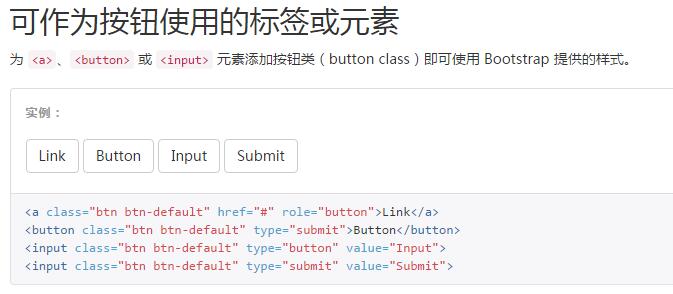 可作为按钮使用的标签或元素
为 <a> 、<button> 或 <input> 元素添加按钮类（button class）即可使用 Bootstrap 提供的样式。
实例：
Link Button Input Submit
<a class="btn btn-default" href="#" role="button">Link</a>
<button class="btn btn-default" type="submit">Button</button>
<input class="btn btn-default" type="button" value="Input">
<input class="btn btn-default" type="submit" value="Submit">